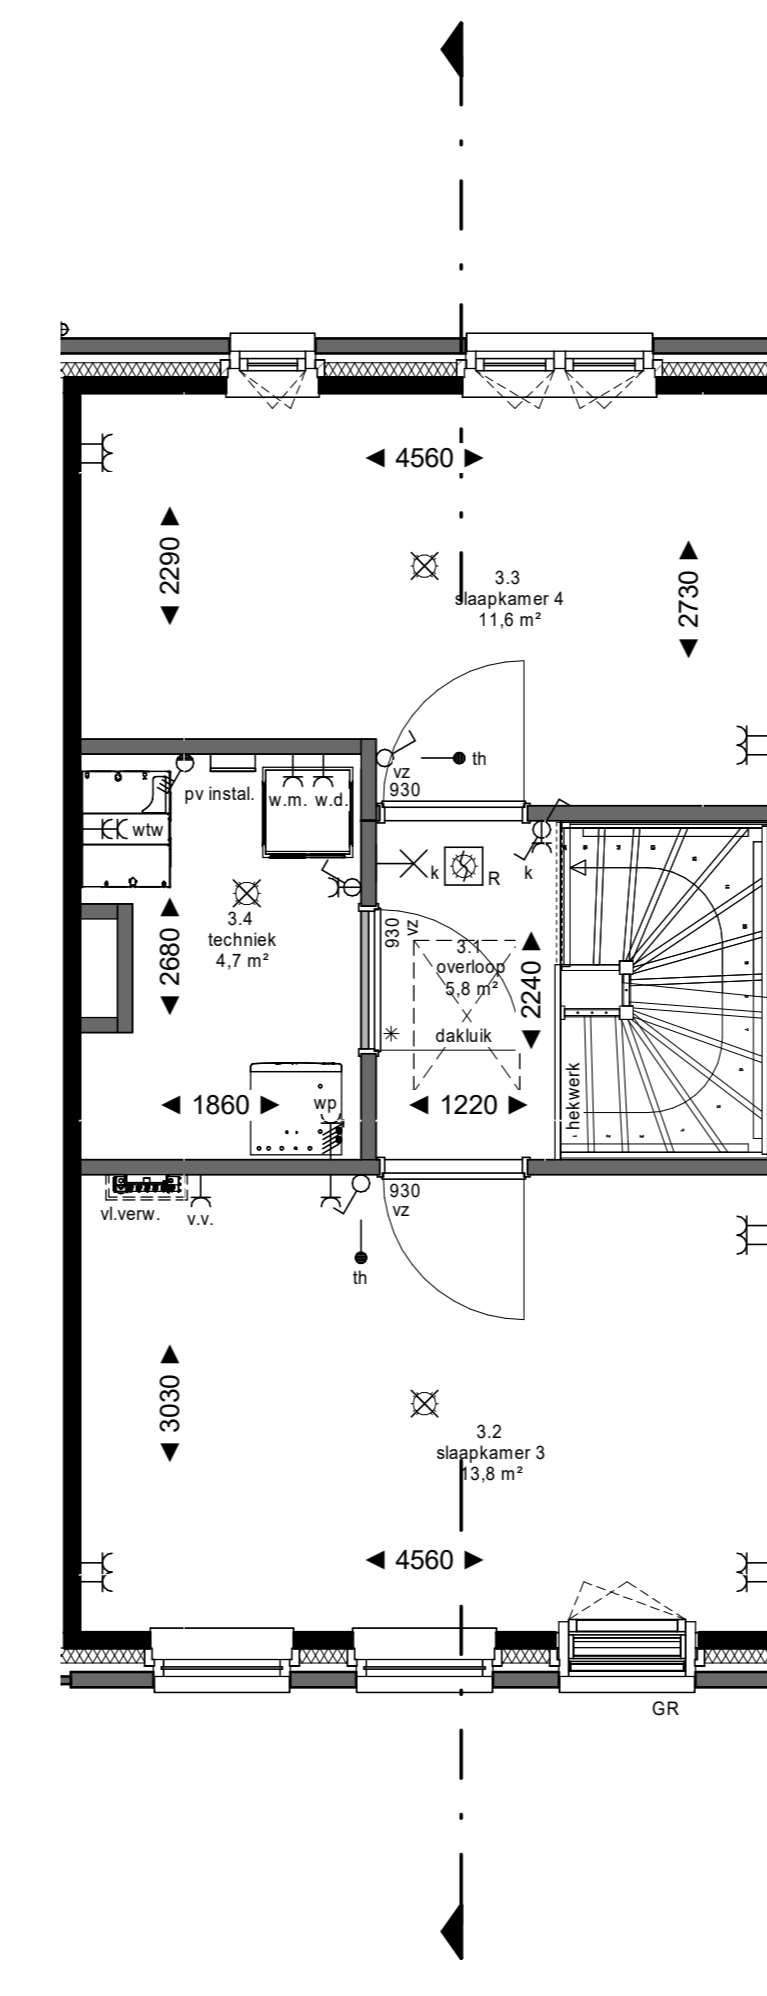 4560
2290
2730
3.3
slaapkamer 4
11,6 m²
th
vz
930
pv instal.
w.m.
w.d.
wtw
k
R
k
3.4
techniek
4,7 m²
2680
930
vz
3.1
overloop
5,8 m²
2240
dakluik
1860
wp
1220
hekwerk
vl.verw.
v.v.
930
vz
th
3030
3.2
slaapkamer 3
13,8 m²
4560
GR